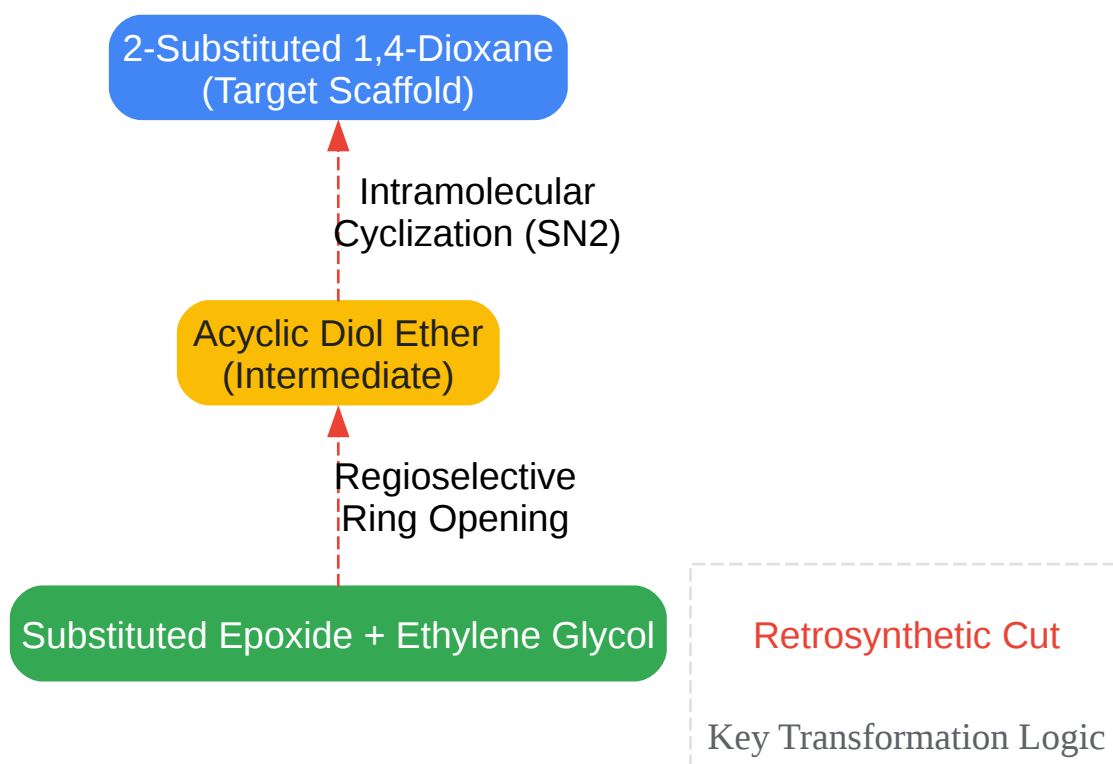 2-Substituted 1,4-Dioxane
(Target Scaffold)
Intramolecular
Cyclization (SN2)
Acyclic Diol Ether
(Intermediate)
Regioselective
Ring Opening
Substituted Epoxide + Ethylene Glycol
Retrosynthetic Cut
Key Transformation Logic